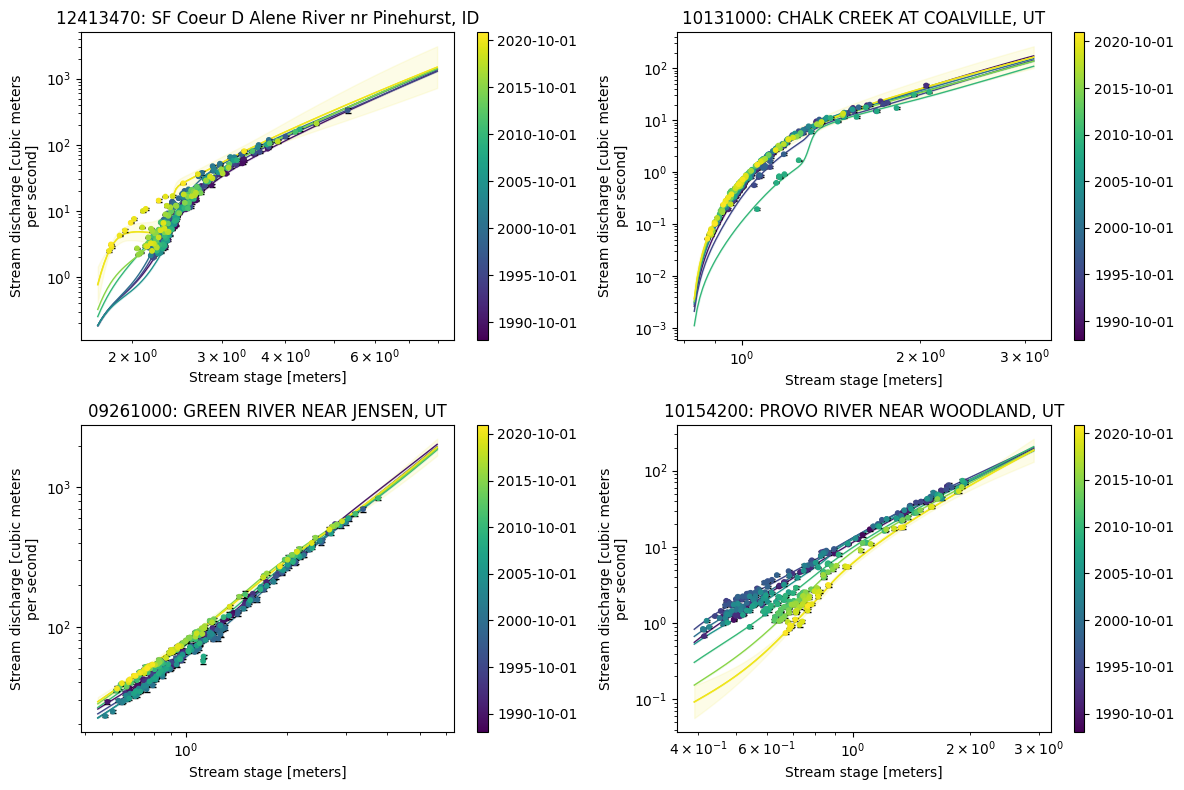 12413470: SF Coeur D Alene River nr Pinehurst, ID
Stream discharge [cubic meters
per second]
10³
10²
10¹
10⁰
2 × 10⁰ 3 × 10⁰ 4 × 10⁰ 6 × 10⁰
Stream stage [meters]
2020-10-01
2015-10-01
2010-10-01
2005-10-01
2000-10-01
1995-10-01
1990-10-01
10131000: CHALK CREEK AT COALVILLE, UT
Stream discharge [cubic meters
per second]
10²
10¹
10⁰
10⁻¹
10⁻²
10⁻³
10⁰ 2 × 10⁰ 3 × 10⁰
Stream stage [meters]
2020-10-01
2015-10-01
2010-10-01
2005-10-01
2000-10-01
1995-10-01
1990-10-01
09261000: GREEN RIVER NEAR JENSEN, UT
Stream discharge [cubic meters
per second]
10³
10²
10⁰
Stream stage [meters]
2020-10-01
2015-10-01
2010-10-01
2005-10-01
2000-10-01
1995-10-01
1990-10-01
10154200: PROVO RIVER NEAR WOODLAND, UT
Stream discharge [cubic meters
per second]
10²
10¹
10⁰
10⁻¹
4 × 10⁻¹ 6 × 10⁻¹ 10⁰ 2 × 10⁰ 3 × 10⁰
Stream stage [meters]
2020-10-01
2015-10-01
2010-10-01
2005-10-01
2000-10-01
1995-10-01
1990-10-01